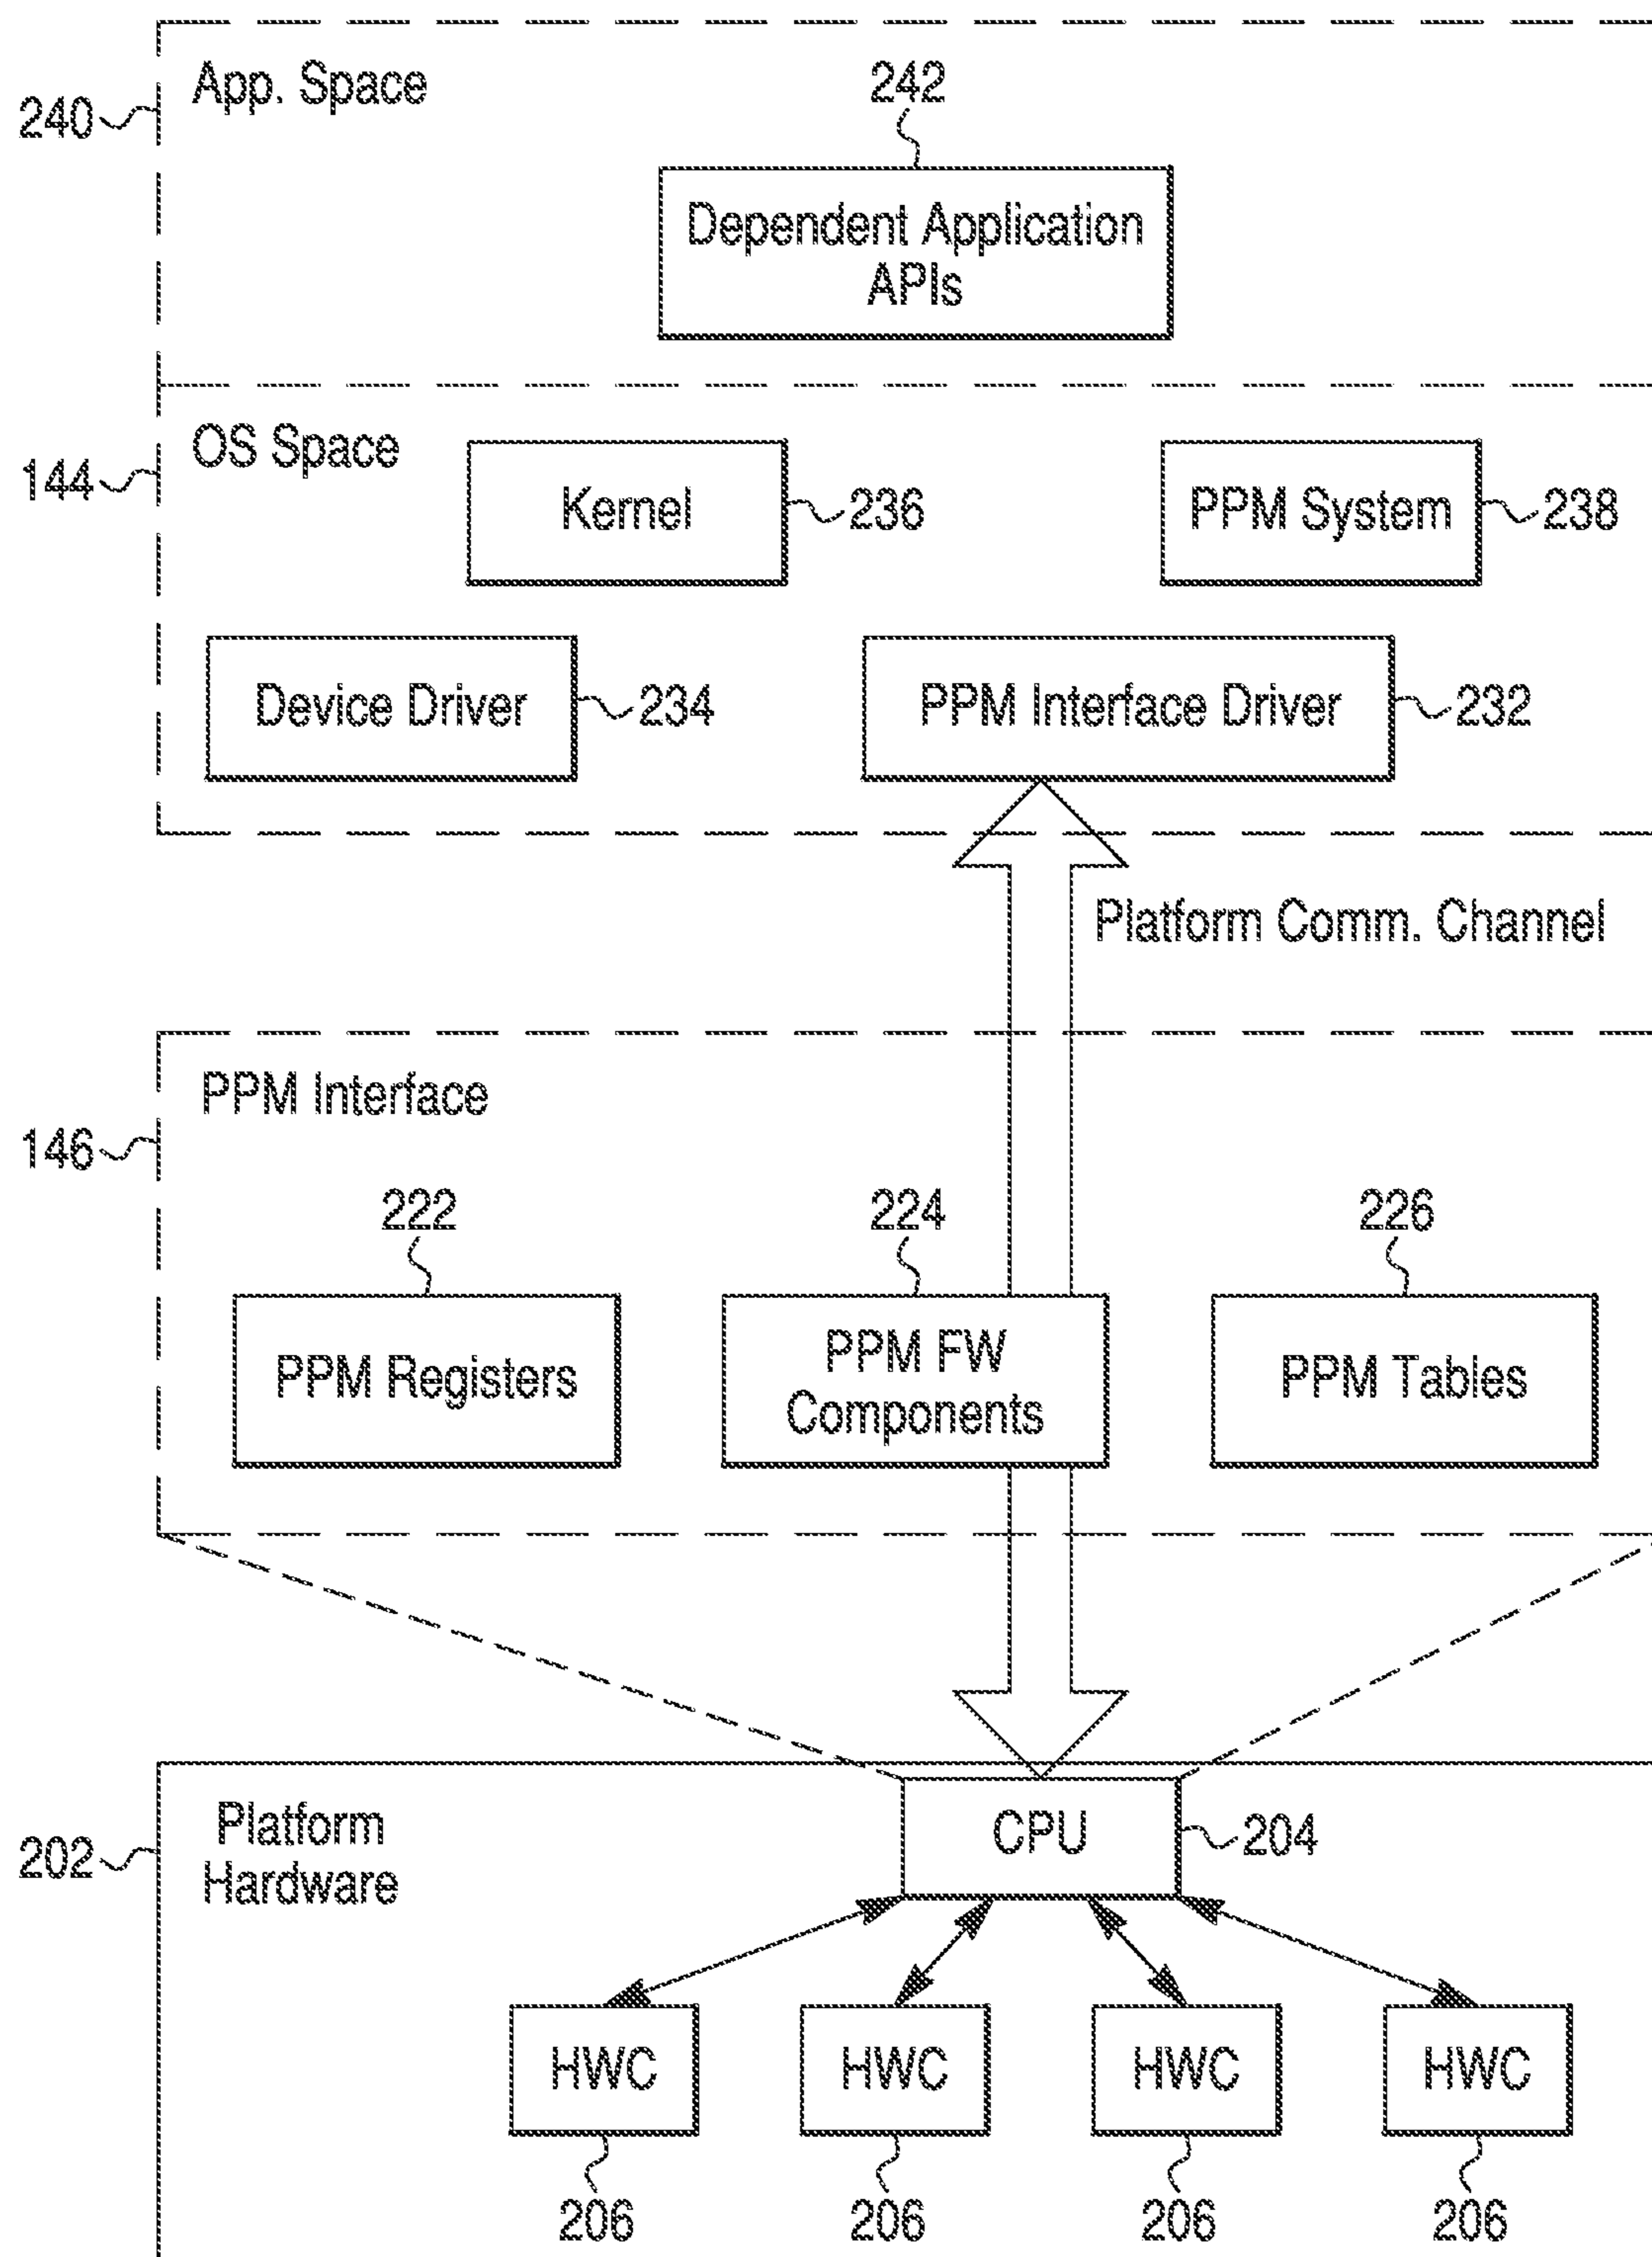 App. Space
240
242
Dependent Application
APIs
OS Space
144
Kernel
236
PPM System
238
Device Driver
234
PPM Interface Driver
232
Platform Comm. Channel
PPM Interface
146
222
224
226
PPM Registers
PPM FW
Components
PPM Tables
Platform
Hardware
202
CPU
204
HWC
HWC
HWC
HWC
206
206
206
206